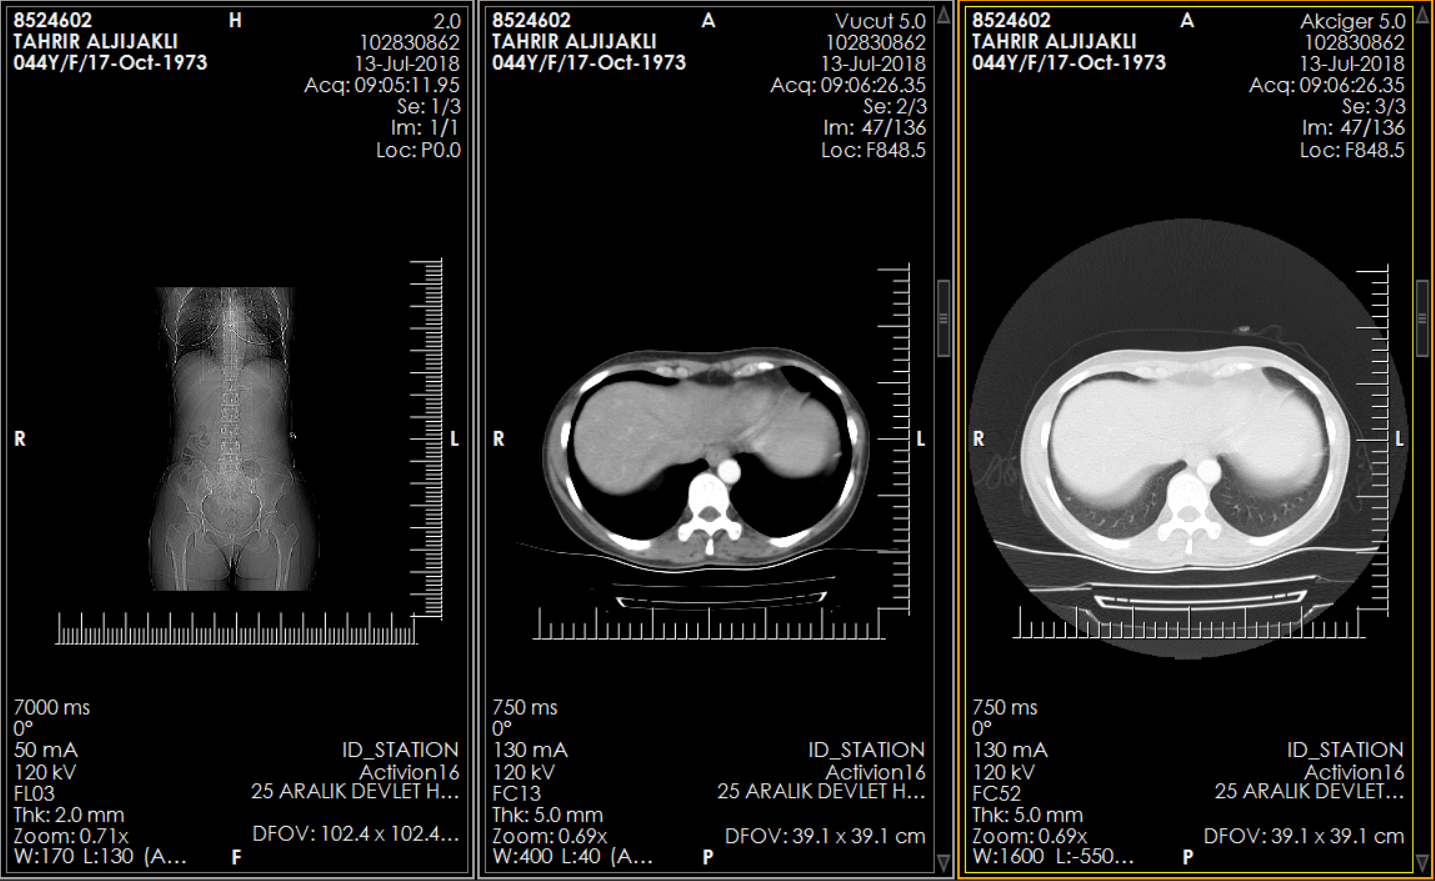 8524602
H
2.0
TAHRIR ALJIJAKLI
102830862
044Y/F/17-Oct-1973
13-Jul-2018
Acq: 09:05:11.95
Se: 1/3
Im: 1/1
Loc: P0.0
R
L
7000 ms
0°
50 mA
ID_STATION
120 kV
Activion16
FL03
25 ARALIK DEVLET H...
Thk: 2.0 mm
Zoom: 0.71x
DFOV: 102.4 x 102.4...
W:170 L:130 (A...
F
8524602
A
Vucut 5.0
TAHRIR ALJIJAKLI
102830862
044Y/F/17-Oct-1973
13-Jul-2018
Acq: 09:06:26.35
Se: 2/3
Im: 47/136
Loc: F848.5
R
L
750 ms
0°
130 mA
ID_STATION
120 kV
Activion16
FC13
25 ARALIK DEVLET H...
Thk: 5.0 mm
Zoom: 0.69x
DFOV: 39.1 x 39.1 cm
W:400 L:40 (A...
P
8524602
A
Akciger 5.0
TAHRIR ALJIJAKLI
102830862
044Y/F/17-Oct-1973
13-Jul-2018
Acq: 09:06:26.35
Se: 3/3
Im: 47/136
Loc: F848.5
R
L
750 ms
0°
130 mA
ID_STATION
120 kV
Activion16
FC52
25 ARALIK DEVLET...
Thk: 5.0 mm
Zoom: 0.69x
DFOV: 39.1 x 39.1 cm
W:1600 L:-550...
P